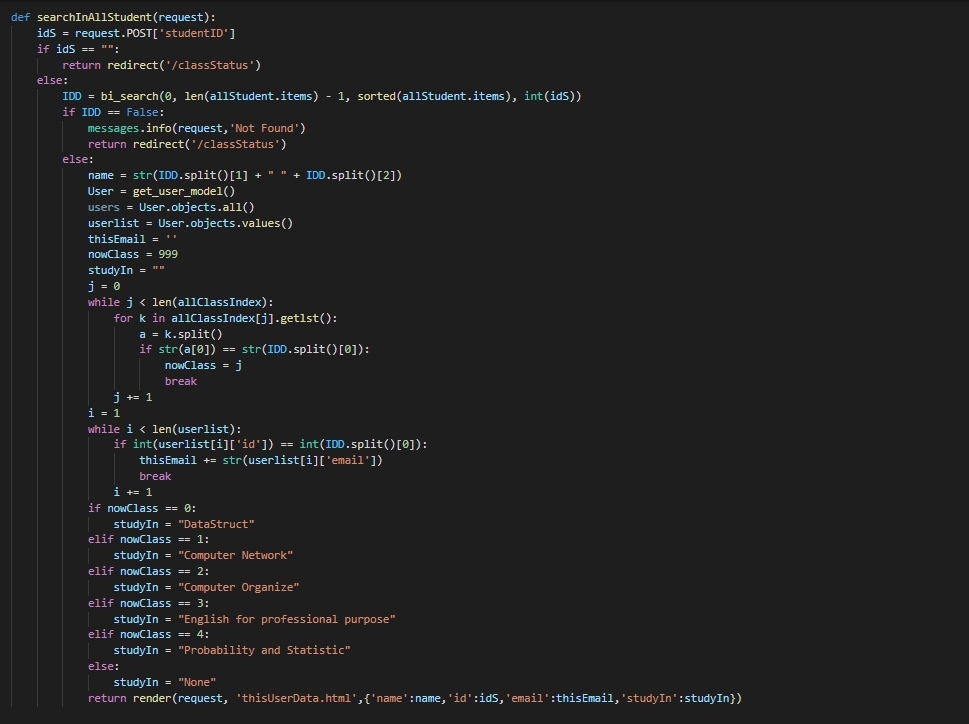 def searchInAllStudent(request):
    idS = request.POST['studentID']
    if idS == "":
        return redirect('/classStatus')
    else:
        IDD = bi_search(0, len(allStudent.items) - 1, sorted(allStudent.items), int(idS))
        if IDD == False:
            messages.info(request,'Not Found')
            return redirect('/classStatus')
        else:
            name = str(IDD.split()[1] + " " + IDD.split()[2])
            User = get_user_model()
            users = User.objects.all()
            userlist = User.objects.values()
            thisEmail = ''
            nowClass = 999
            studyIn = ""
            j = 0
            while j < len(allClassIndex):
                for k in allClassIndex[j].getlst():
                    a = k.split()
                    if str(a[0]) == str(IDD.split()[0]):
                        nowClass = j
                        break
                j += 1
            i = 1
            while i < len(userlist):
                if int(userlist[i]['id']) == int(IDD.split()[0]):
                    thisEmail += str(userlist[i]['email'])
                    break
                i += 1
            if nowClass == 0:
                studyIn = "DataStruct"
            elif nowClass == 1:
                studyIn = "Computer Network"
            elif nowClass == 2:
                studyIn = "Computer Organize"
            elif nowClass == 3:
                studyIn = "English for professional purpose"
            elif nowClass == 4:
                studyIn = "Probability and Statistic"
            else:
                studyIn = "None"
            return render(request, 'thisUserData.html',{'name':name,'id':idS,'email':thisEmail,'studyIn':studyIn})